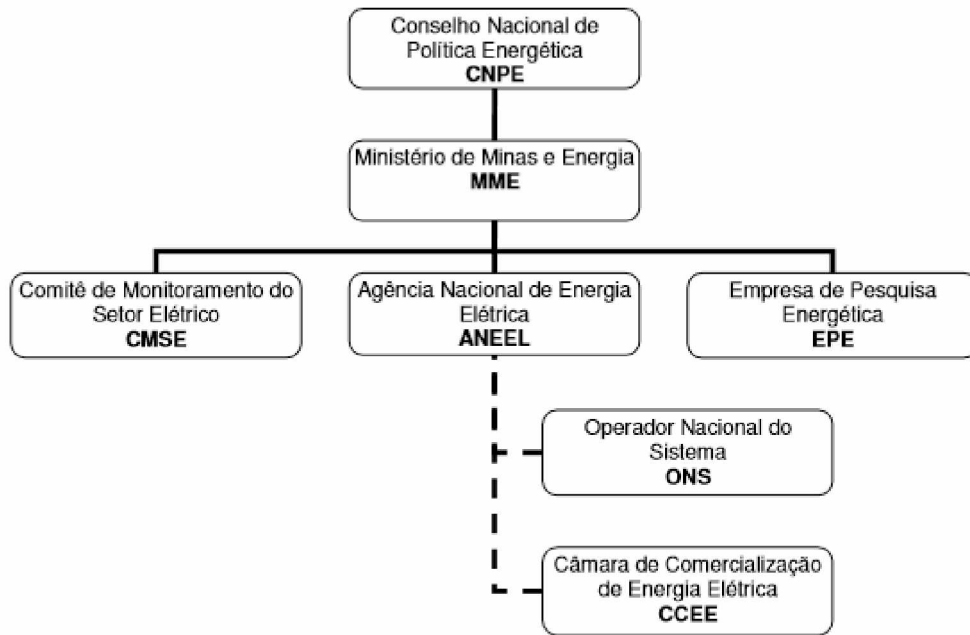 Conselho Nacional de
Política Energética
CNPE
Ministério de Minas e Energia
MME
Comitê de Monitoramento do
Setor Elétrico
CMSE
Agência Nacional de Energia
Elétrica
ANEEL
Empresa de Pesquisa
Energética
EPE
Operador Nacional do
Sistema
ONS
Câmara de Comercialização
de Energia Elétrica
CCEE